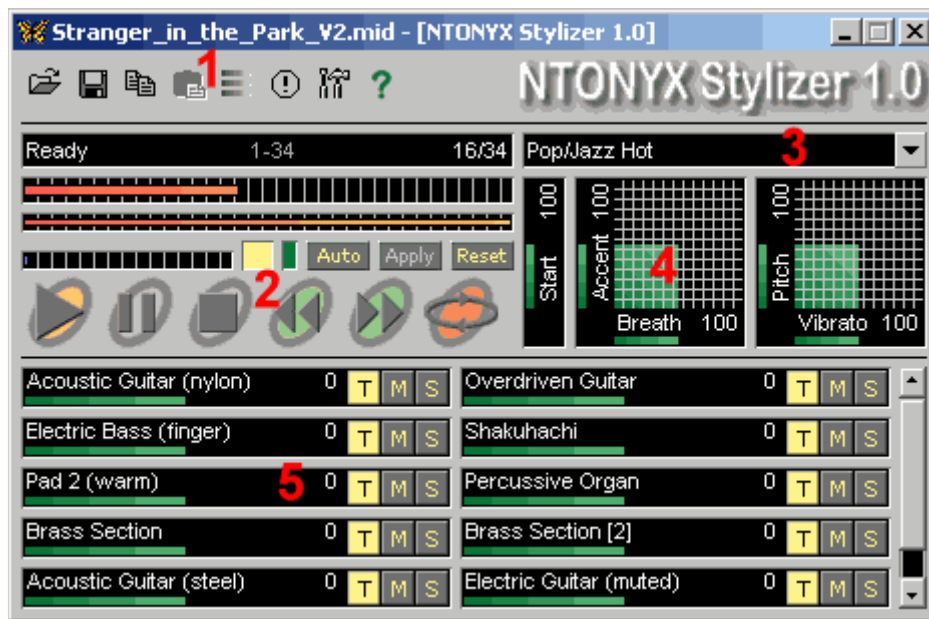 Stranger_in_the_Park_V2.mid - [NTONYX Stylizer 1.0]
1
?
NTONYX Stylizer 1.0
Ready 1-34 16/34
Pop/Jazz Hot 3
Auto Apply Reset
2
Start 100
Accent 100
4
Breath 100
Pitch 100
Vibrato 100
Acoustic Guitar (nylon) 0 T M S
Overdriven Guitar 0 T M S
Electric Bass (finger) 0 T M S
Shakuhachi 0 T M S
Pad 2 (warm) 5 0 T M S
Percussive Organ 0 T M S
Brass Section 0 T M S
Brass Section [2] 0 T M S
Acoustic Guitar (steel) 0 T M S
Electric Guitar (muted) 0 T M S